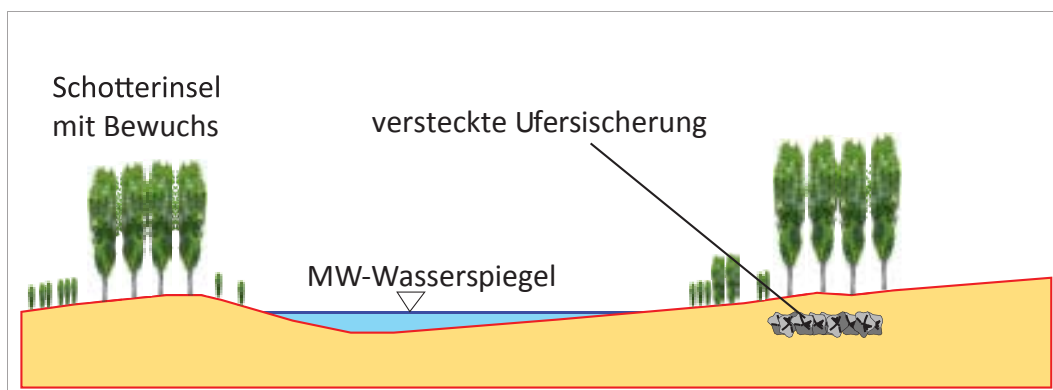 Schotterinsel
mit Bewuchs
versteckte Ufersischerung
MW-Wasserspiegel